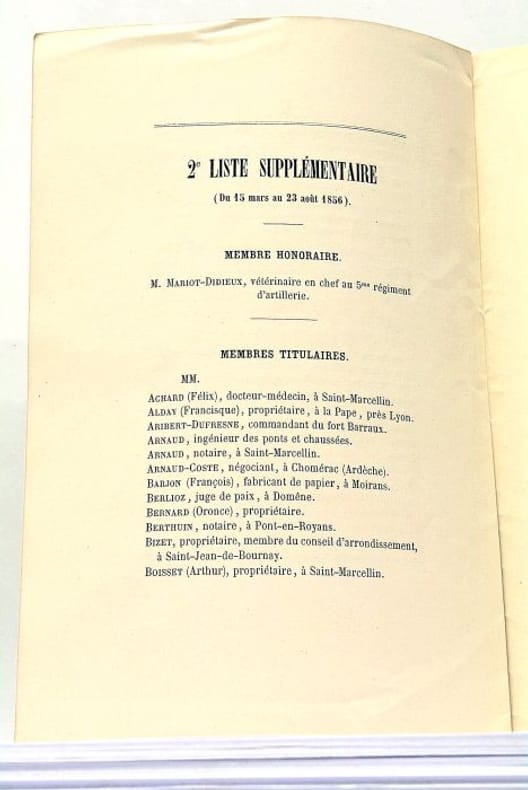 2e LISTE SUPPLÉMENTAIRE
(Du 15 mars au 23 août 1856).
MEMBRE HONORAIRE.
M. MARIOT-DIDIEUX, vétérinaire en chef au 5me régiment
d'artillerie.
MEMBRES TITULAIRES.
MM.
ACHARD (Félix), docteur-médecin, à Saint-Marcellin.
ALDAY (Francisque), propriétaire, à la Pape, près Lyon.
ARIBERT-DUFRESNE, commandant du fort Barraux.
ARNAUD, ingénieur des ponts et chaussées.
ARNAUD, notaire, à Saint-Marcellin.
ARNAUD-COSTE, négociant, à Chomérac (Ardèche).
BARJON (François), fabricant de papier, à Moirans.
BERLIOZ, juge de paix, à Domêne.
BERNARD (Oronce), propriétaire.
BERTHUIN, notaire, à Pont-en-Royans.
BIZET, propriétaire, membre du conseil d'arrondissement,
à Saint-Jean-de-Bournay.
BOISSET (Arthur), propriétaire, à Saint-Marcellin.